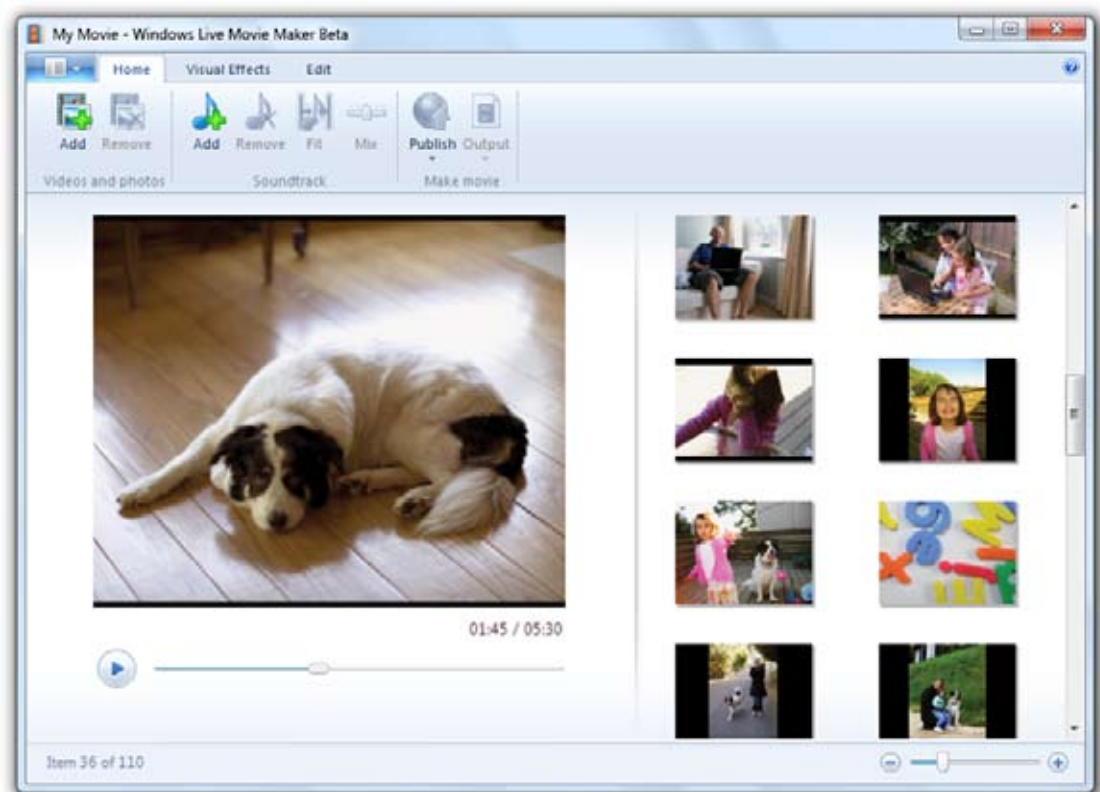 My Movie - Windows Live Movie Maker Beta
Home Visual Effects Edit
Add Remove Add Remove Fit Mix Publish Output
Videos and photos Soundtrack Make movie
01:45 / 05:30
Item 36 of 110